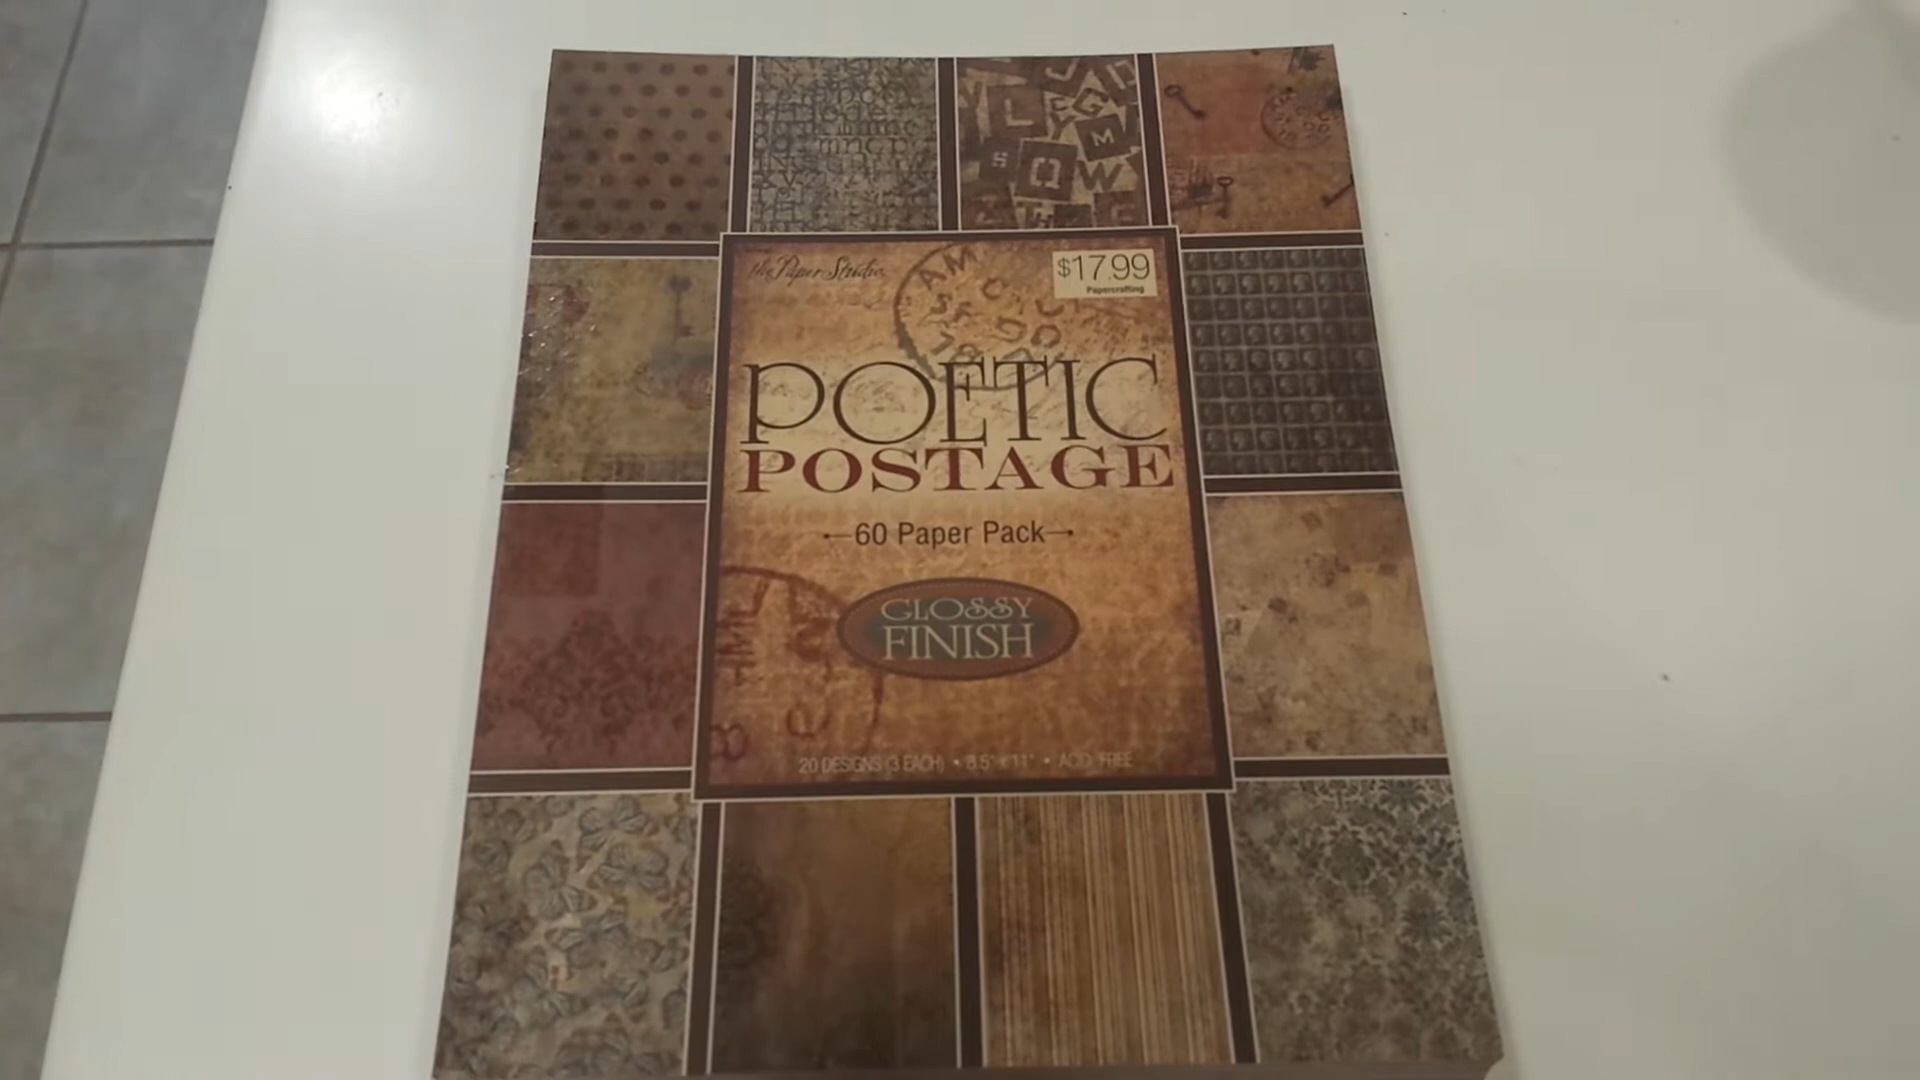 the Paper Studio
$17.99
Papercrafting
POETIC
POSTAGE
60 Paper Pack
GLOSSY
FINISH
20 DESIGNS (3 EACH) • 8.5" x 11" • ACID FREE